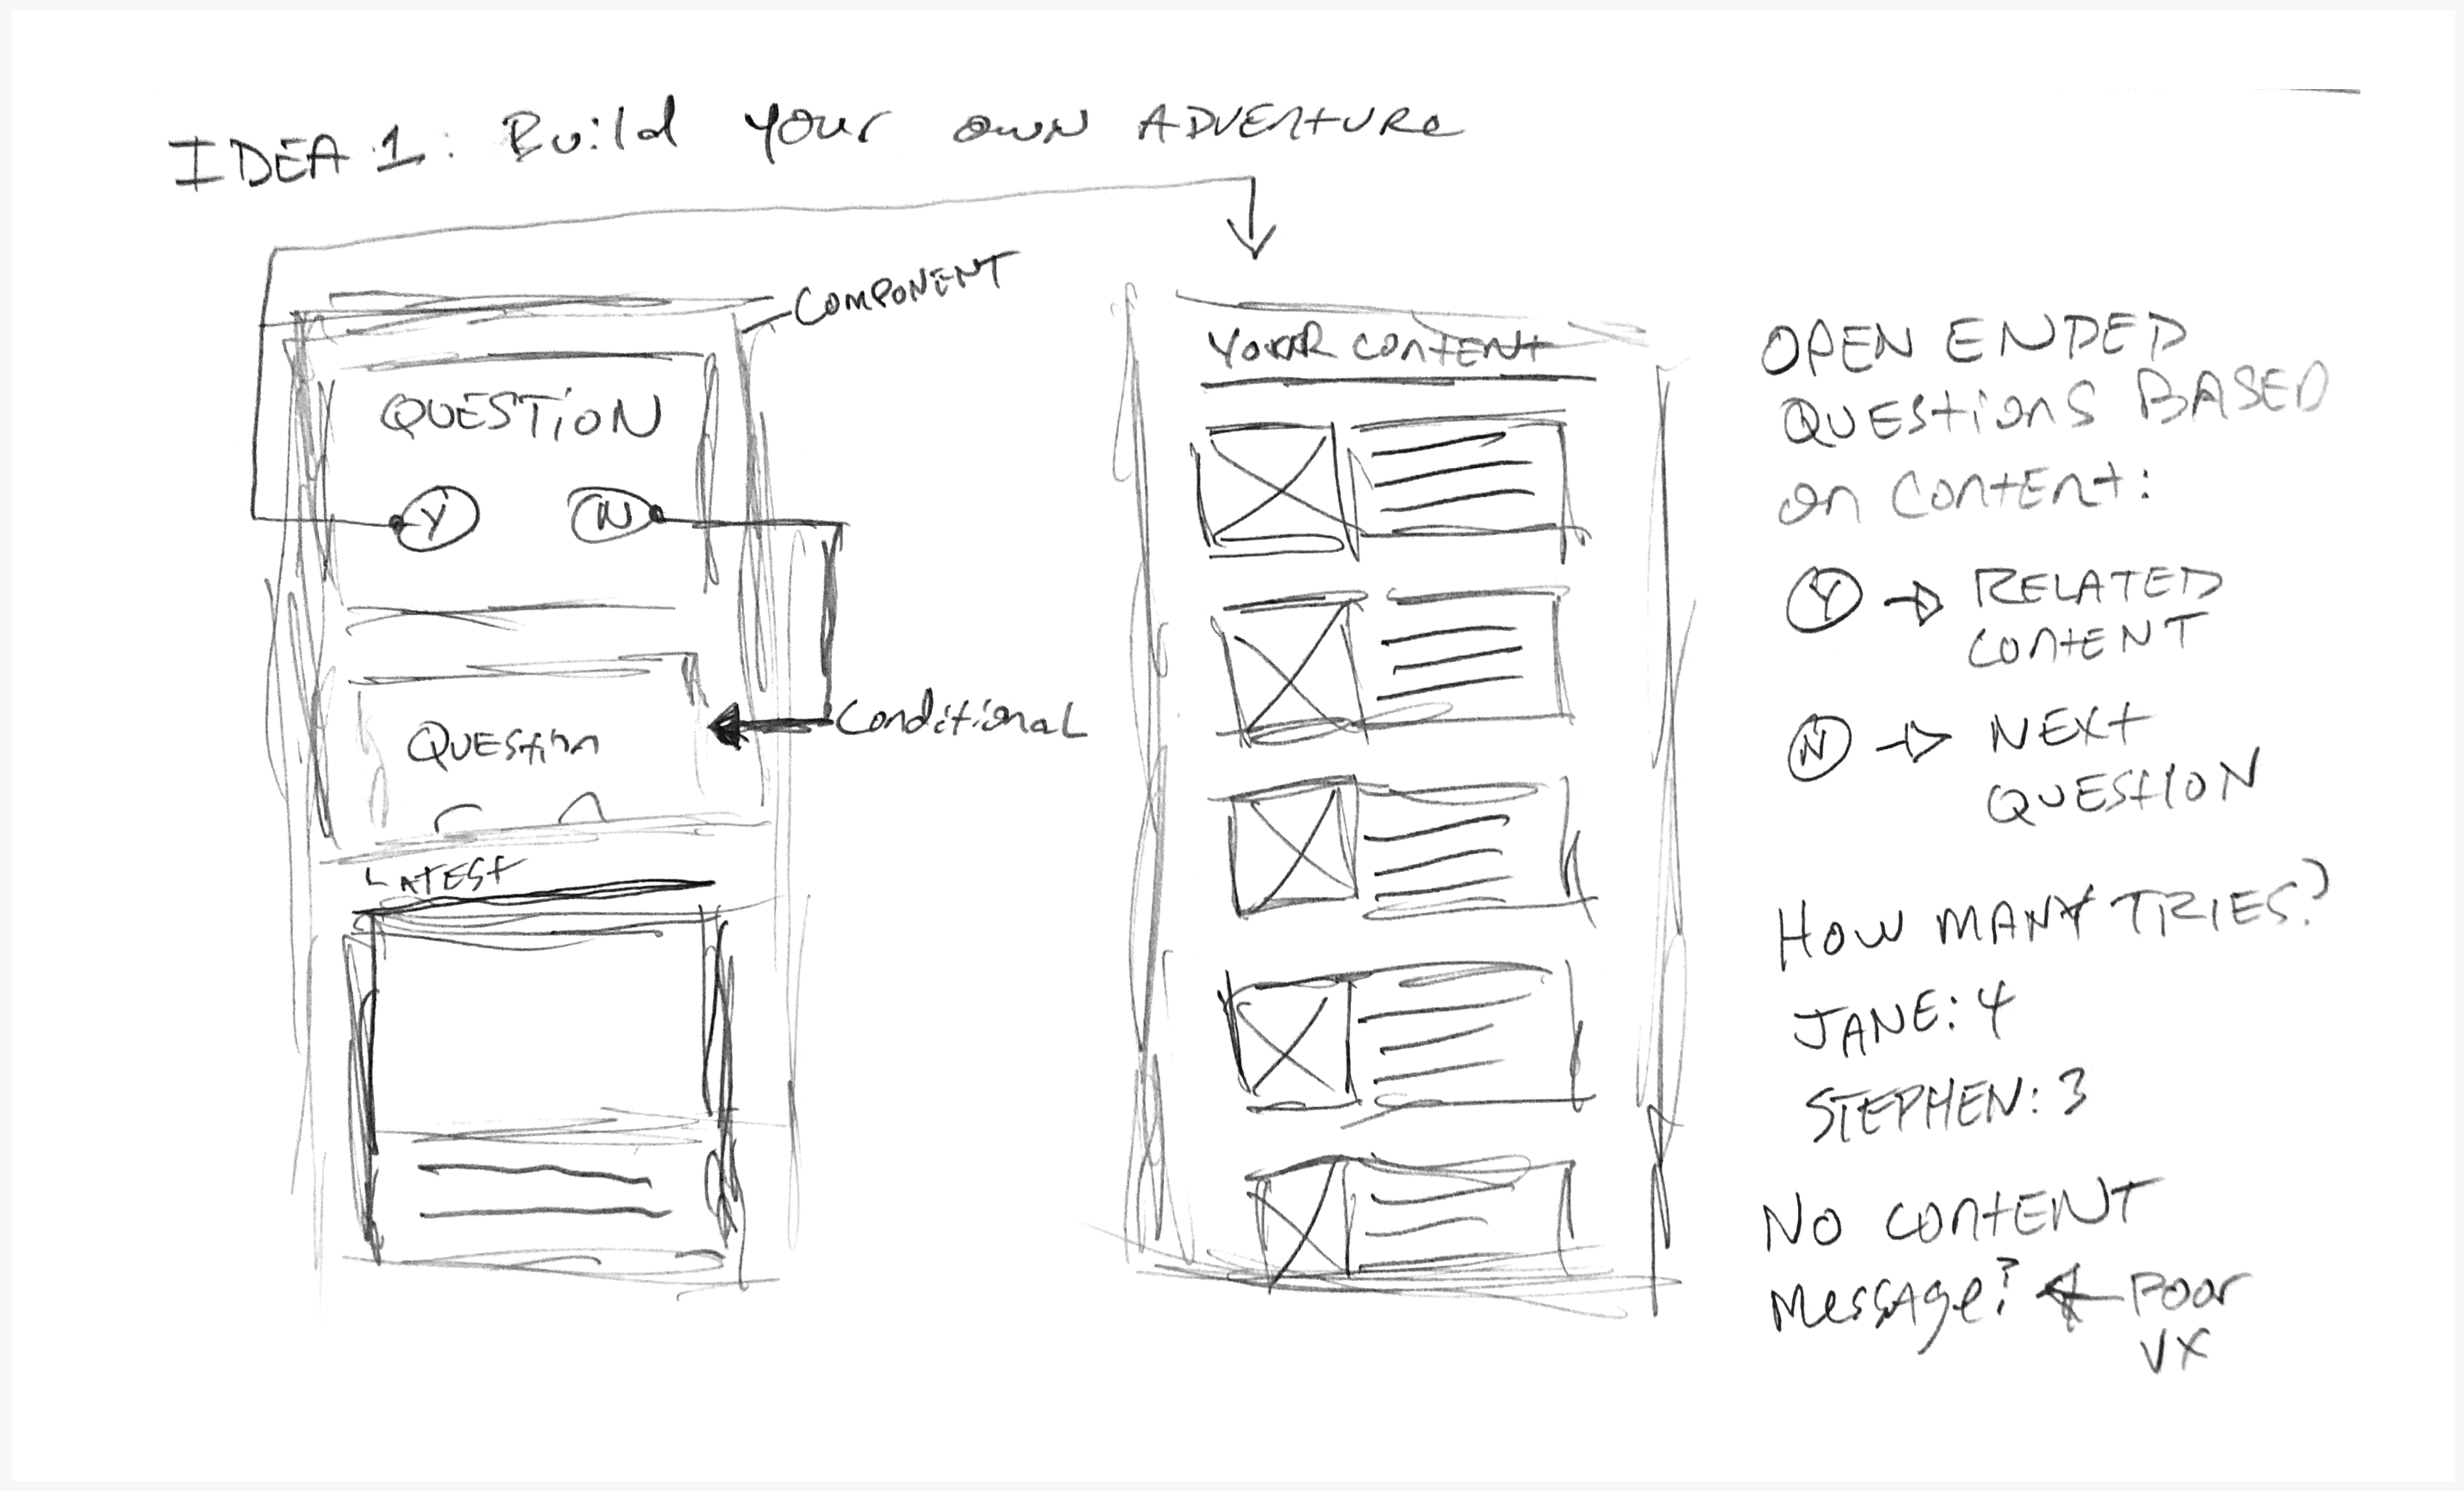 IDEA 1: Build your own ADVENTURE
COMPONENT
QUESTION
Y N
Conditional
Question
LATEST
YOUR CONTENT
OPEN ENDED
QUESTIONS BASED
on Content:
Y → RELATED
CONTENT
N → NEXT
QUESTION
HOW MANY TRIES?
JANE: 4
STEPHEN: 3
NO CONTENT
Message? ← Poor
VX